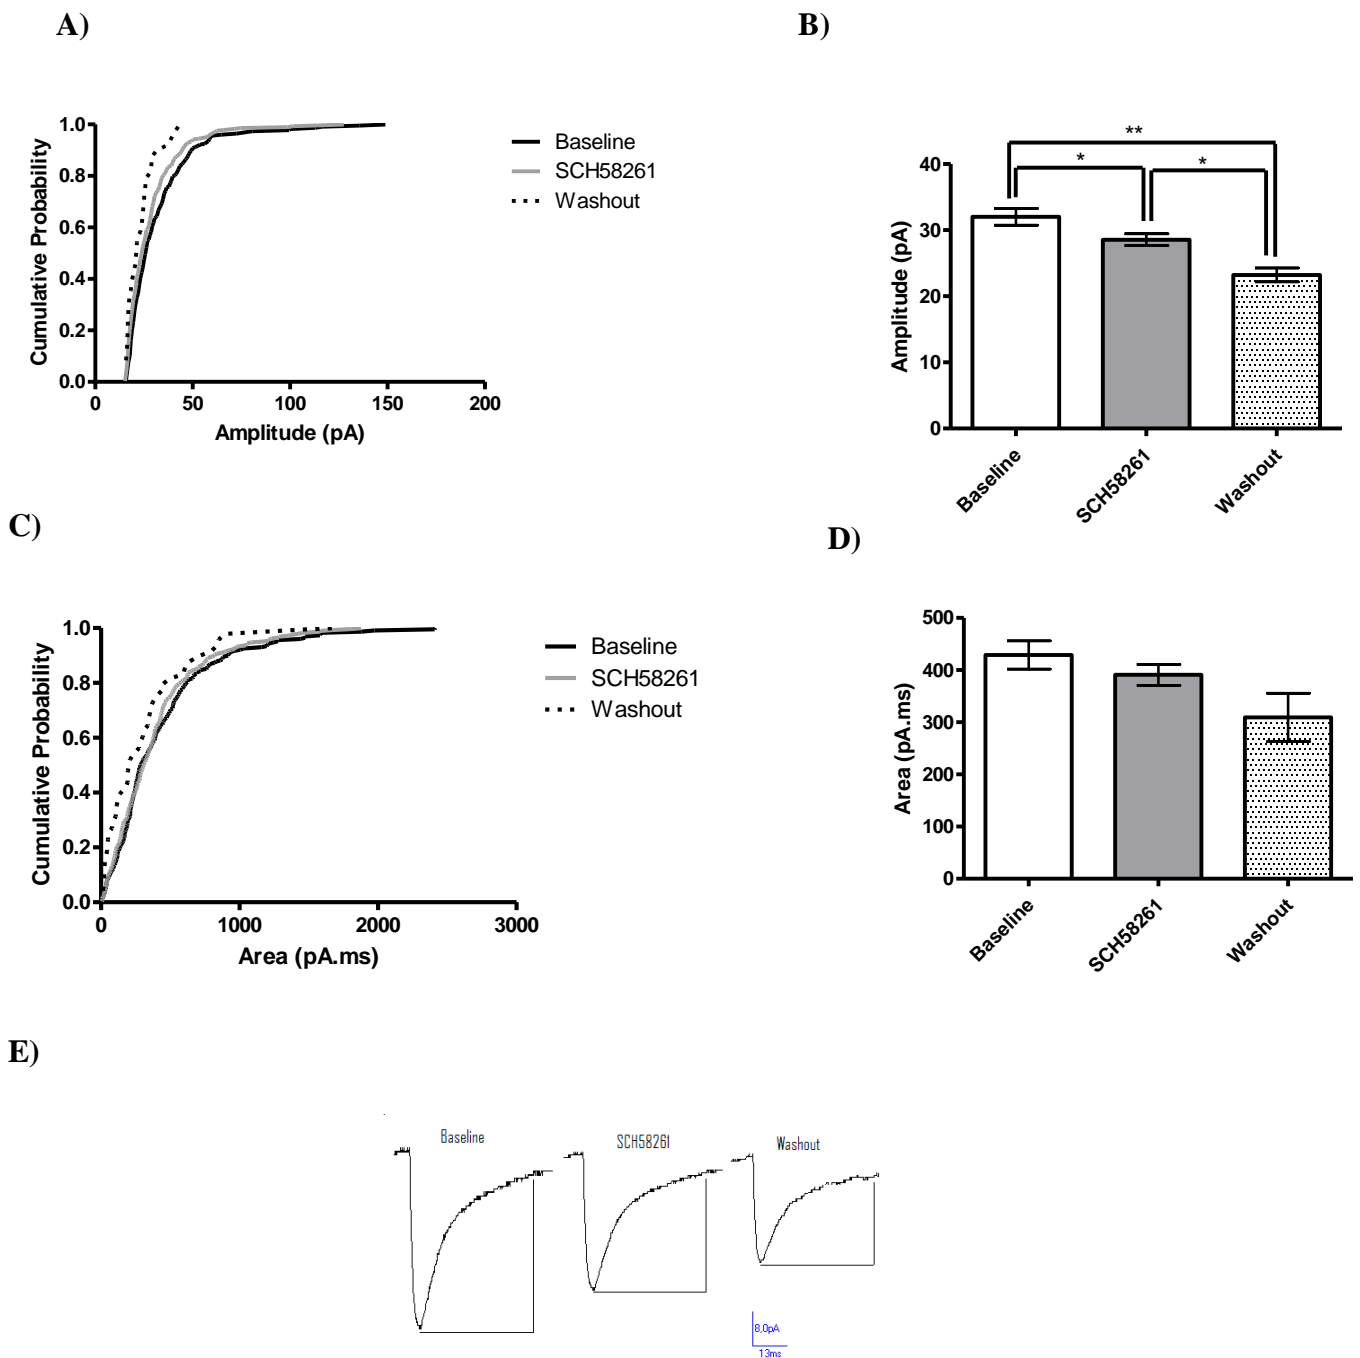 A)
Cumulative Probability
1.0
0.8
0.6
0.4
0.2
0.0
0 50 100 150 200
Amplitude (pA)
Baseline
SCH58261
Washout
B)
**
* *
Amplitude (pA)
40
30
20
10
0
Baseline
SCH58261
Washout
C)
Cumulative Probability
1.0
0.8
0.6
0.4
0.2
0.0
0 1000 2000 3000
Area (pA.ms)
Baseline
SCH58261
Washout
D)
Area (pA.ms)
500
400
300
200
100
0
Baseline
SCH58261
Washout
E)
Baseline SCH58261 Washout
8,0pA
13ms